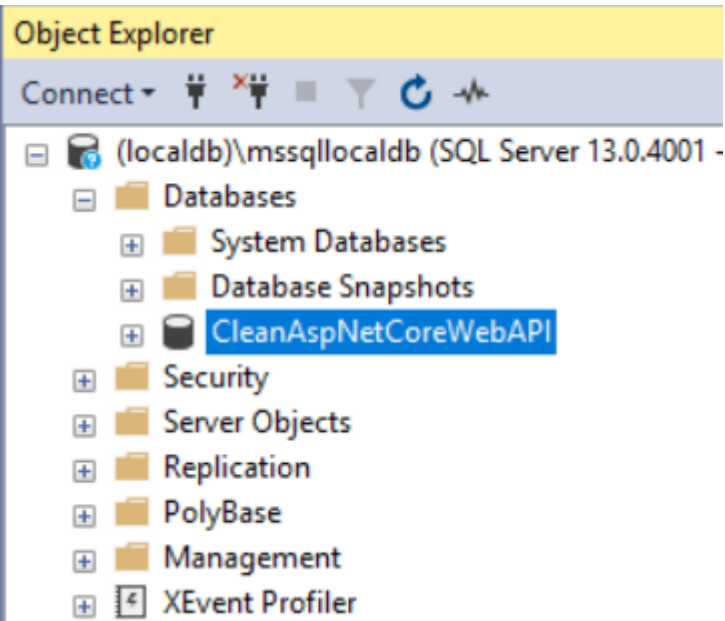 Object Explorer
Connect
(localdb)\mssqllocaldb (SQL Server 13.0.4001 -
Databases
System Databases
Database Snapshots
CleanAspNetCoreWebAPI
Security
Server Objects
Replication
PolyBase
Management
XEvent Profiler